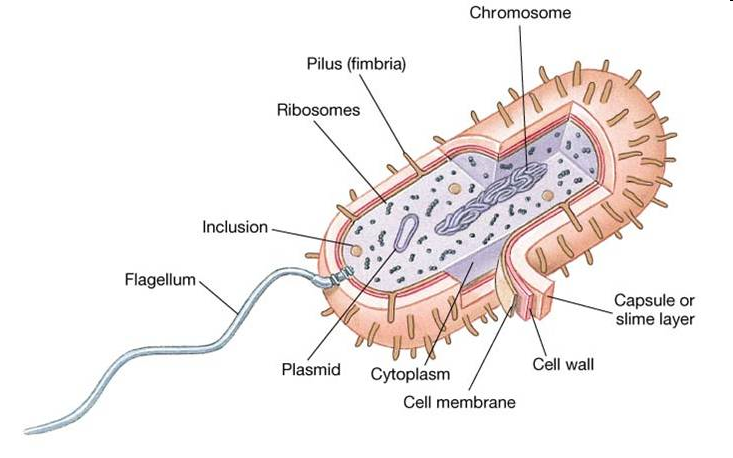 Chromosome
Pilus (fimbria)
Ribosomes
Inclusion
Flagellum
Capsule or
slime layer
Plasmid
Cytoplasm
Cell wall
Cell membrane